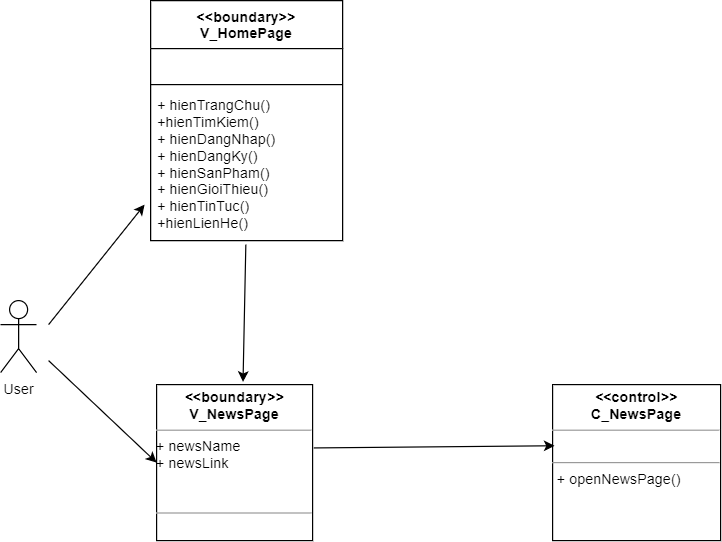 <<boundary>>
V_HomePage
+ hienTrangChu()
+hienTimKiem()
+ hienDangNhap()
+ hienDangKy()
+ hienSanPham()
+ hienGioiThieu()
+ hienTinTuc()
+hienLienHe()
User
<<boundary>>
V_NewsPage
+ newsName
+ newsLink
<<control>>
C_NewsPage
+ openNewsPage()